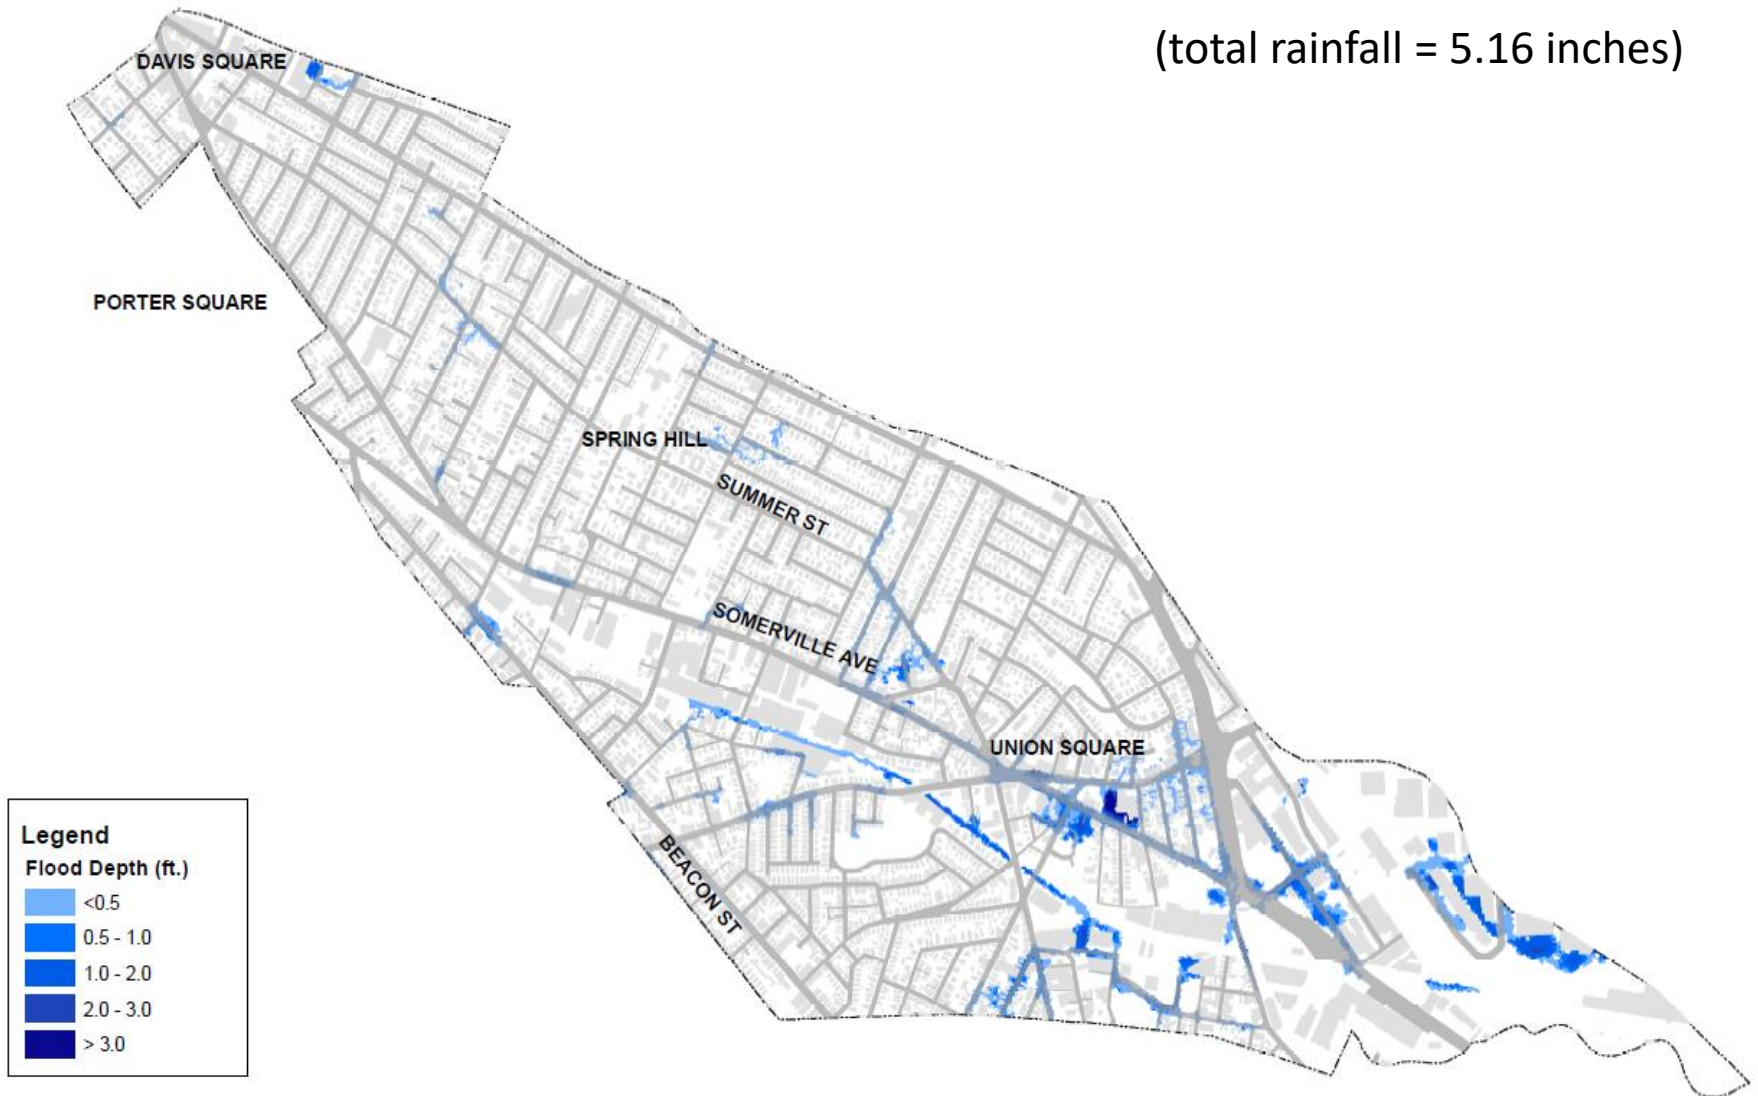 (total rainfall = 5.16 inches)
DAVIS SQUARE
PORTER SQUARE
SPRING HILL
SUMMER ST
SOMERVILLE AVE
UNION SQUARE
BEACON ST
Legend
Flood Depth (ft.)
<0.5
0.5 - 1.0
1.0 - 2.0
2.0 - 3.0
> 3.0